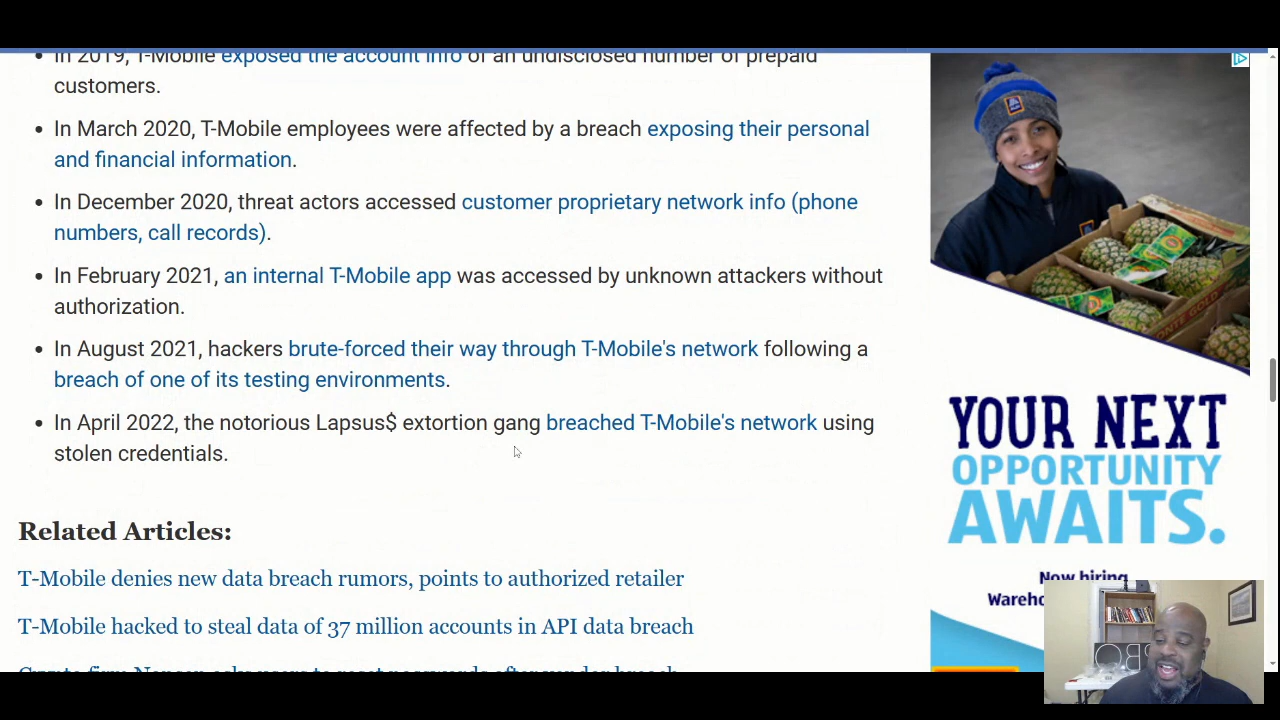 In 2019, T-Mobile exposed the account info of an undisclosed number of prepaid
customers.
In March 2020, T-Mobile employees were affected by a breach exposing their personal
and financial information.
In December 2020, threat actors accessed customer proprietary network info (phone
numbers, call records).
In February 2021, an internal T-Mobile app was accessed by unknown attackers without
authorization.
In August 2021, hackers brute-forced their way through T-Mobile's network following a
breach of one of its testing environments.
In April 2022, the notorious Lapsus$ extortion gang breached T-Mobile's network using
stolen credentials.
Related Articles:
T-Mobile denies new data breach rumors, points to authorized retailer
T-Mobile hacked to steal data of 37 million accounts in API data breach
YOUR NEXT
OPPORTUNITY
AWAITS.
Now hiring